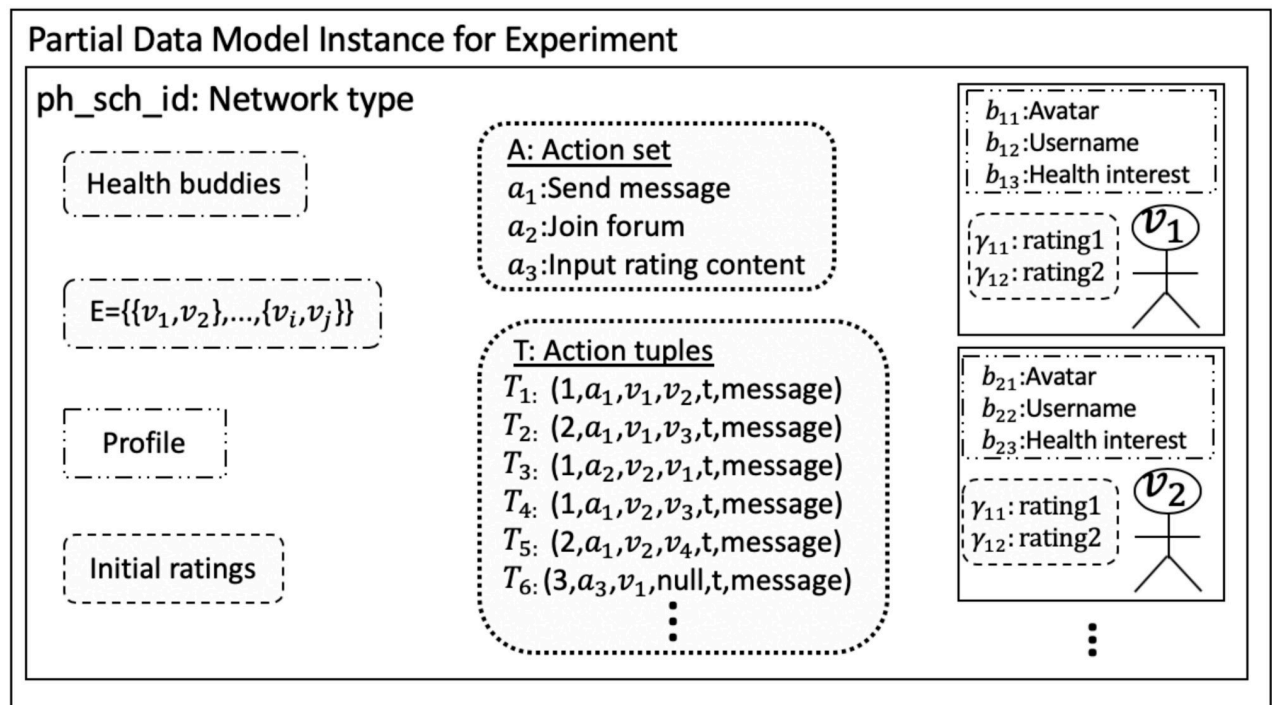 Partial Data Model Instance for Experiment
ph_sch_id: Network type
Health buddies
E={{v₁,v₂},...,{vᵢ,vⱼ}}
Profile
Initial ratings
A: Action set
a₁:Send message
a₂:Join forum
a₃:Input rating content
T: Action tuples
T₁: (1,a₁,v₁,v₂,t,message)
T₂: (2,a₁,v₁,v₃,t,message)
T₃: (1,a₂,v₂,v₁,t,message)
T₄: (1,a₁,v₂,v₃,t,message)
T₅: (2,a₁,v₂,v₄,t,message)
T₆: (3,a₃,v₁,null,t,message)
⋮
b₁₁:Avatar
b₁₂:Username
b₁₃:Health interest
γ₁₁: rating1
γ₁₂: rating2
v₁
b₂₁:Avatar
b₂₂:Username
b₂₃:Health interest
γ₁₁: rating1
γ₁₂: rating2
v₂
⋮